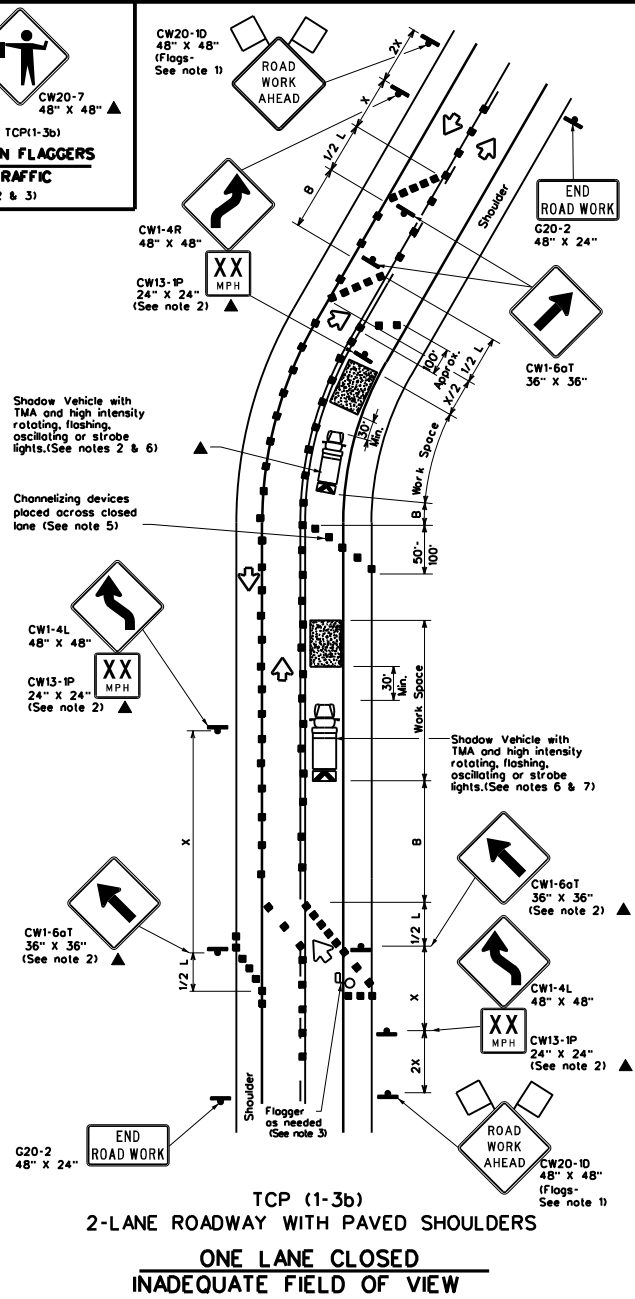 CW20-7
48" X 48" ▲
TCP(1-3b)
N FLAGGERS
RAFFIC
2 & 3)
CW20-1D
48" X 48"
(Flags-
See note 1)
ROAD
WORK
AHEAD
2X
X
1/2 L
B
CW1-4R
48" X 48"
XX
MPH
CW13-1P
24" X 24"
(See note 2) ▲
Shoulder
END
ROAD WORK
G20-2
48" X 24"
CW1-6aT
36" X 36"
100'
Approx.
1/2 L
X/2
30'
Min.
Work Space
B
50'-
100'
Shadow Vehicle with
TMA and high intensity
rotating, flashing,
oscillating or strobe
lights.(See notes 2 & 6) ▲
Channelizing devices
placed across closed
lane (See note 5)
CW1-4L
48" X 48"
XX
MPH
CW13-1P
24" X 24"
(See note 2) ▲
X
30'
Min.
Work Space
Shadow Vehicle with
TMA and high intensity
rotating, flashing,
oscillating or strobe
lights.(See notes 6 & 7)
B
CW1-6aT
36" X 36"
(See note 2) ▲
1/2 L
CW1-6aT
36" X 36"
(See note 2) ▲
1/2 L
X
CW1-4L
48" X 48"
XX
MPH
CW13-1P
24" X 24"
(See note 2) ▲
2X
G20-2
48" X 24"
END
ROAD WORK
Shoulder
Flagger
as needed
(See note 3)
ROAD
WORK
AHEAD
CW20-1D
48" X 48"
(Flags-
See note 1)
TCP (1-3b)
2-LANE ROADWAY WITH PAVED SHOULDERS
ONE LANE CLOSED
INADEQUATE FIELD OF VIEW